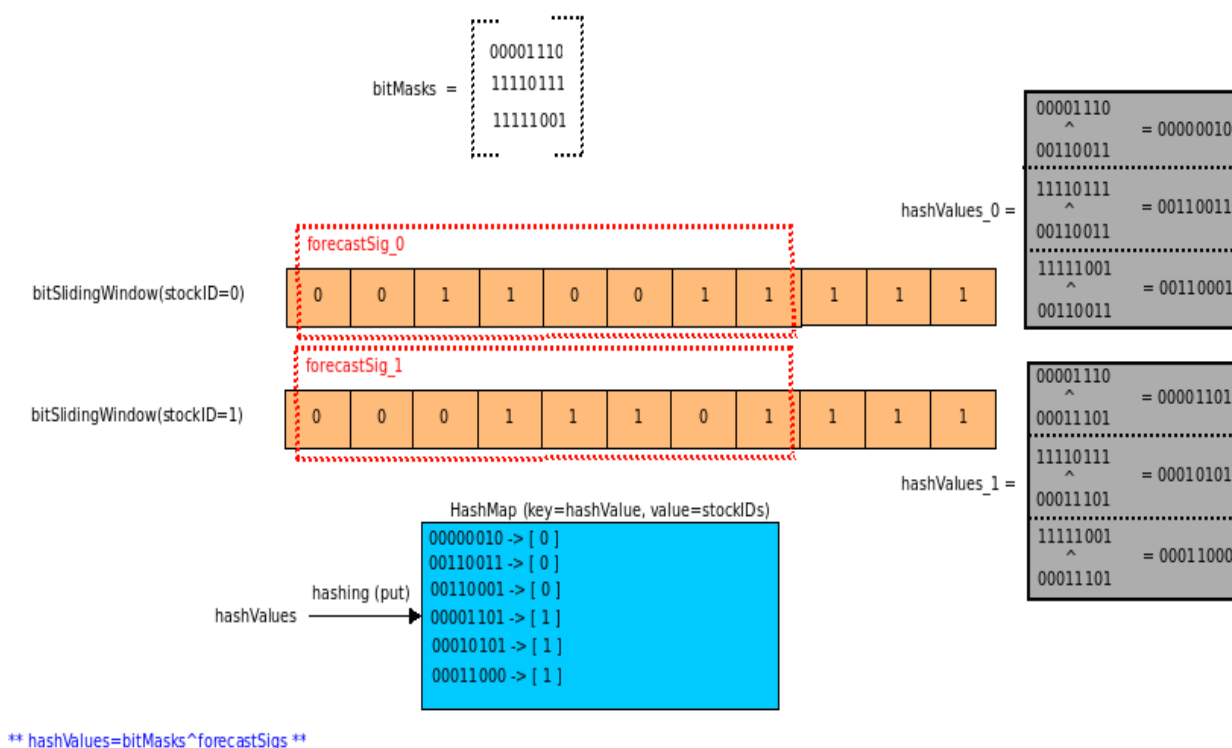 bitMasks =
00001110
11110111
11111001
hashValues_0 =
00001110
^
00110011
= 00000010
11110111
^
00110011
= 00110011
11111001
^
00110011
= 00110001
forecastSig_0
bitSlidingWindow(stockID=0)
0 0 1 1 0 0 1 1 1 1 1
forecastSig_1
bitSlidingWindow(stockID=1)
0 0 0 1 1 1 0 1 1 1 1
hashValues_1 =
00001110
^
00011101
= 00001101
11110111
^
00011101
= 00010101
11111001
^
00011101
= 00011000
HashMap (key=hashValue, value=stockIDs)
00000010 -> [ 0 ]
00110011 -> [ 0 ]
00110001 -> [ 0 ]
00001101 -> [ 1 ]
00010101 -> [ 1 ]
00011000 -> [ 1 ]
hashing (put)
hashValues
** hashValues=bitMasks^forecastSigs **